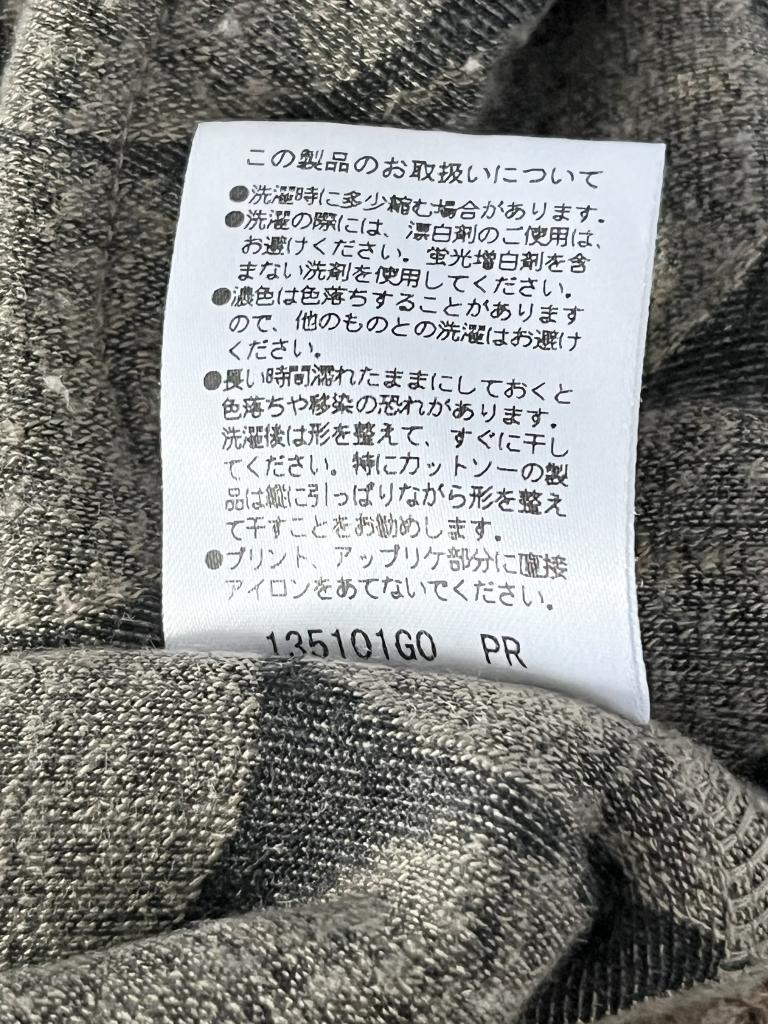 この製品のお取扱いについて
●洗濯時に多少縮む場合があります。
●洗濯の際には、漂白剤のご使用は、
お避けください。蛍光増白剤を含
まない洗剤を使用してください。
●濃色は色落ちすることがあります
ので、他のものとの洗濯はお避け
ください。
●長い時間濡れたままにしておくと
色落ちや移染の恐れがあります。
洗濯後は形を整えて、すぐに干し
てください。特にカットソーの製
品は縦に引っぱりながら形を整え
て干すことをお勧めします。
●プリント、アップリケ部分に直接
アイロンをあてないでください。
135101G0 PR